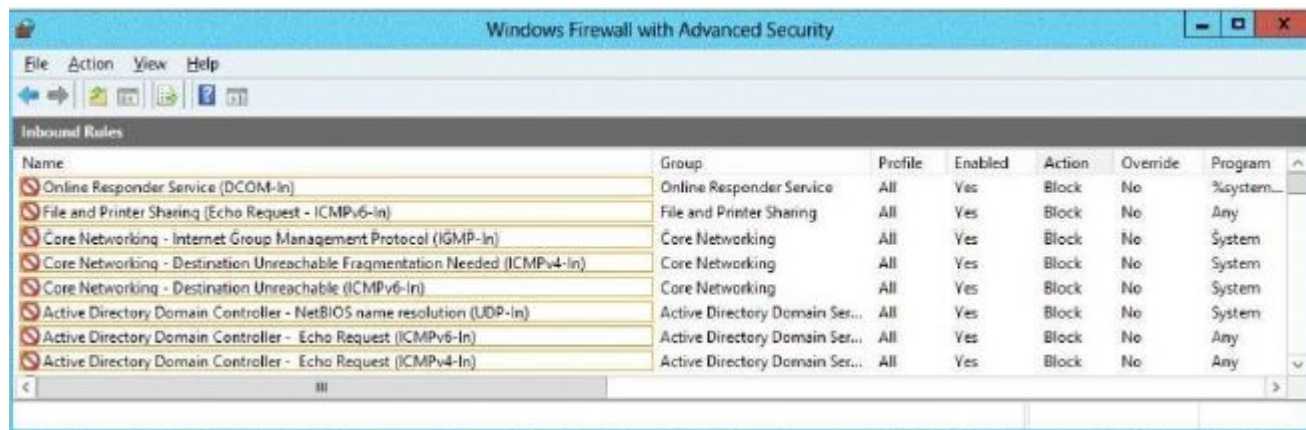 Windows Firewall with Advanced Security
File Action View Help
Inbound Rules
Name Group Profile Enabled Action Override Program
Online Responder Service (DCOM-In) Online Responder Service All Yes Block No %system...
File and Printer Sharing (Echo Request - ICMPv6-In) File and Printer Sharing All Yes Block No Any
Core Networking - Internet Group Management Protocol (IGMP-In) Core Networking All Yes Block No System
Core Networking - Destination Unreachable Fragmentation Needed (ICMPv4-In) Core Networking All Yes Block No System
Core Networking - Destination Unreachable (ICMPv6-In) Core Networking All Yes Block No System
Active Directory Domain Controller - NetBIOS name resolution (UDP-In) Active Directory Domain Ser... All Yes Block No System
Active Directory Domain Controller - Echo Request (ICMPv6-In) Active Directory Domain Ser... All Yes Block No Any
Active Directory Domain Controller - Echo Request (ICMPv4-In) Active Directory Domain Ser... All Yes Block No Any